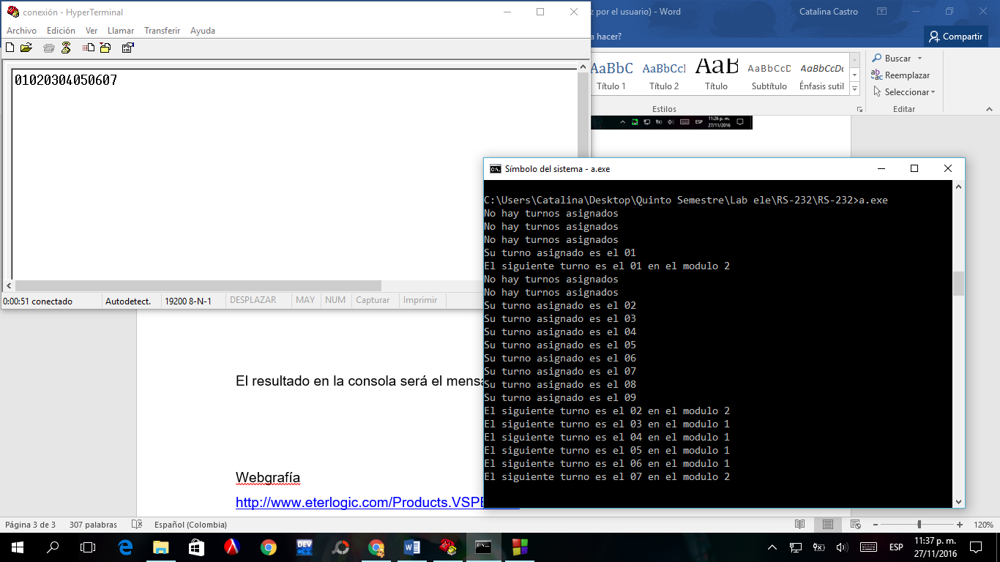 conexión - HyperTerminal
Archivo Edición Ver Llamar Transferir Ayuda
01020304050607
0:00:51 conectado Autodetect. 19200 8-N-1 DESPLAZAR MAY NUM Capturar Imprimir
z por el usuario) - Word Catalina Castro
a hacer? Compartir
AaBbC AaBbCcI AaB AaBbCcD AaBbCcDc
Título 1 Título 2 Título Subtítulo Énfasis sutil
Estilos
Buscar
Reemplazar
Seleccionar
Editar
ESP 11:26 p. m.
27/11/2016
Símbolo del sistema - a.exe
C:\Users\Catalina\Desktop\Quinto Semestre\Lab ele\RS-232\RS-232>a.exe
No hay turnos asignados
No hay turnos asignados
No hay turnos asignados
Su turno asignado es el 01
El siguiente turno es el 01 en el modulo 2
No hay turnos asignados
No hay turnos asignados
Su turno asignado es el 02
Su turno asignado es el 03
Su turno asignado es el 04
Su turno asignado es el 05
Su turno asignado es el 06
Su turno asignado es el 07
Su turno asignado es el 08
Su turno asignado es el 09
El siguiente turno es el 02 en el modulo 2
El siguiente turno es el 03 en el modulo 1
El siguiente turno es el 04 en el modulo 1
El siguiente turno es el 05 en el modulo 1
El siguiente turno es el 06 en el modulo 1
El siguiente turno es el 07 en el modulo 2
El resultado en la consola será el mensa
Webgrafía
http://www.eterlogic.com/Products.VSPE
Página 3 de 3 307 palabras Español (Colombia) 120%
DEV
ESP 11:37 p. m.
27/11/2016